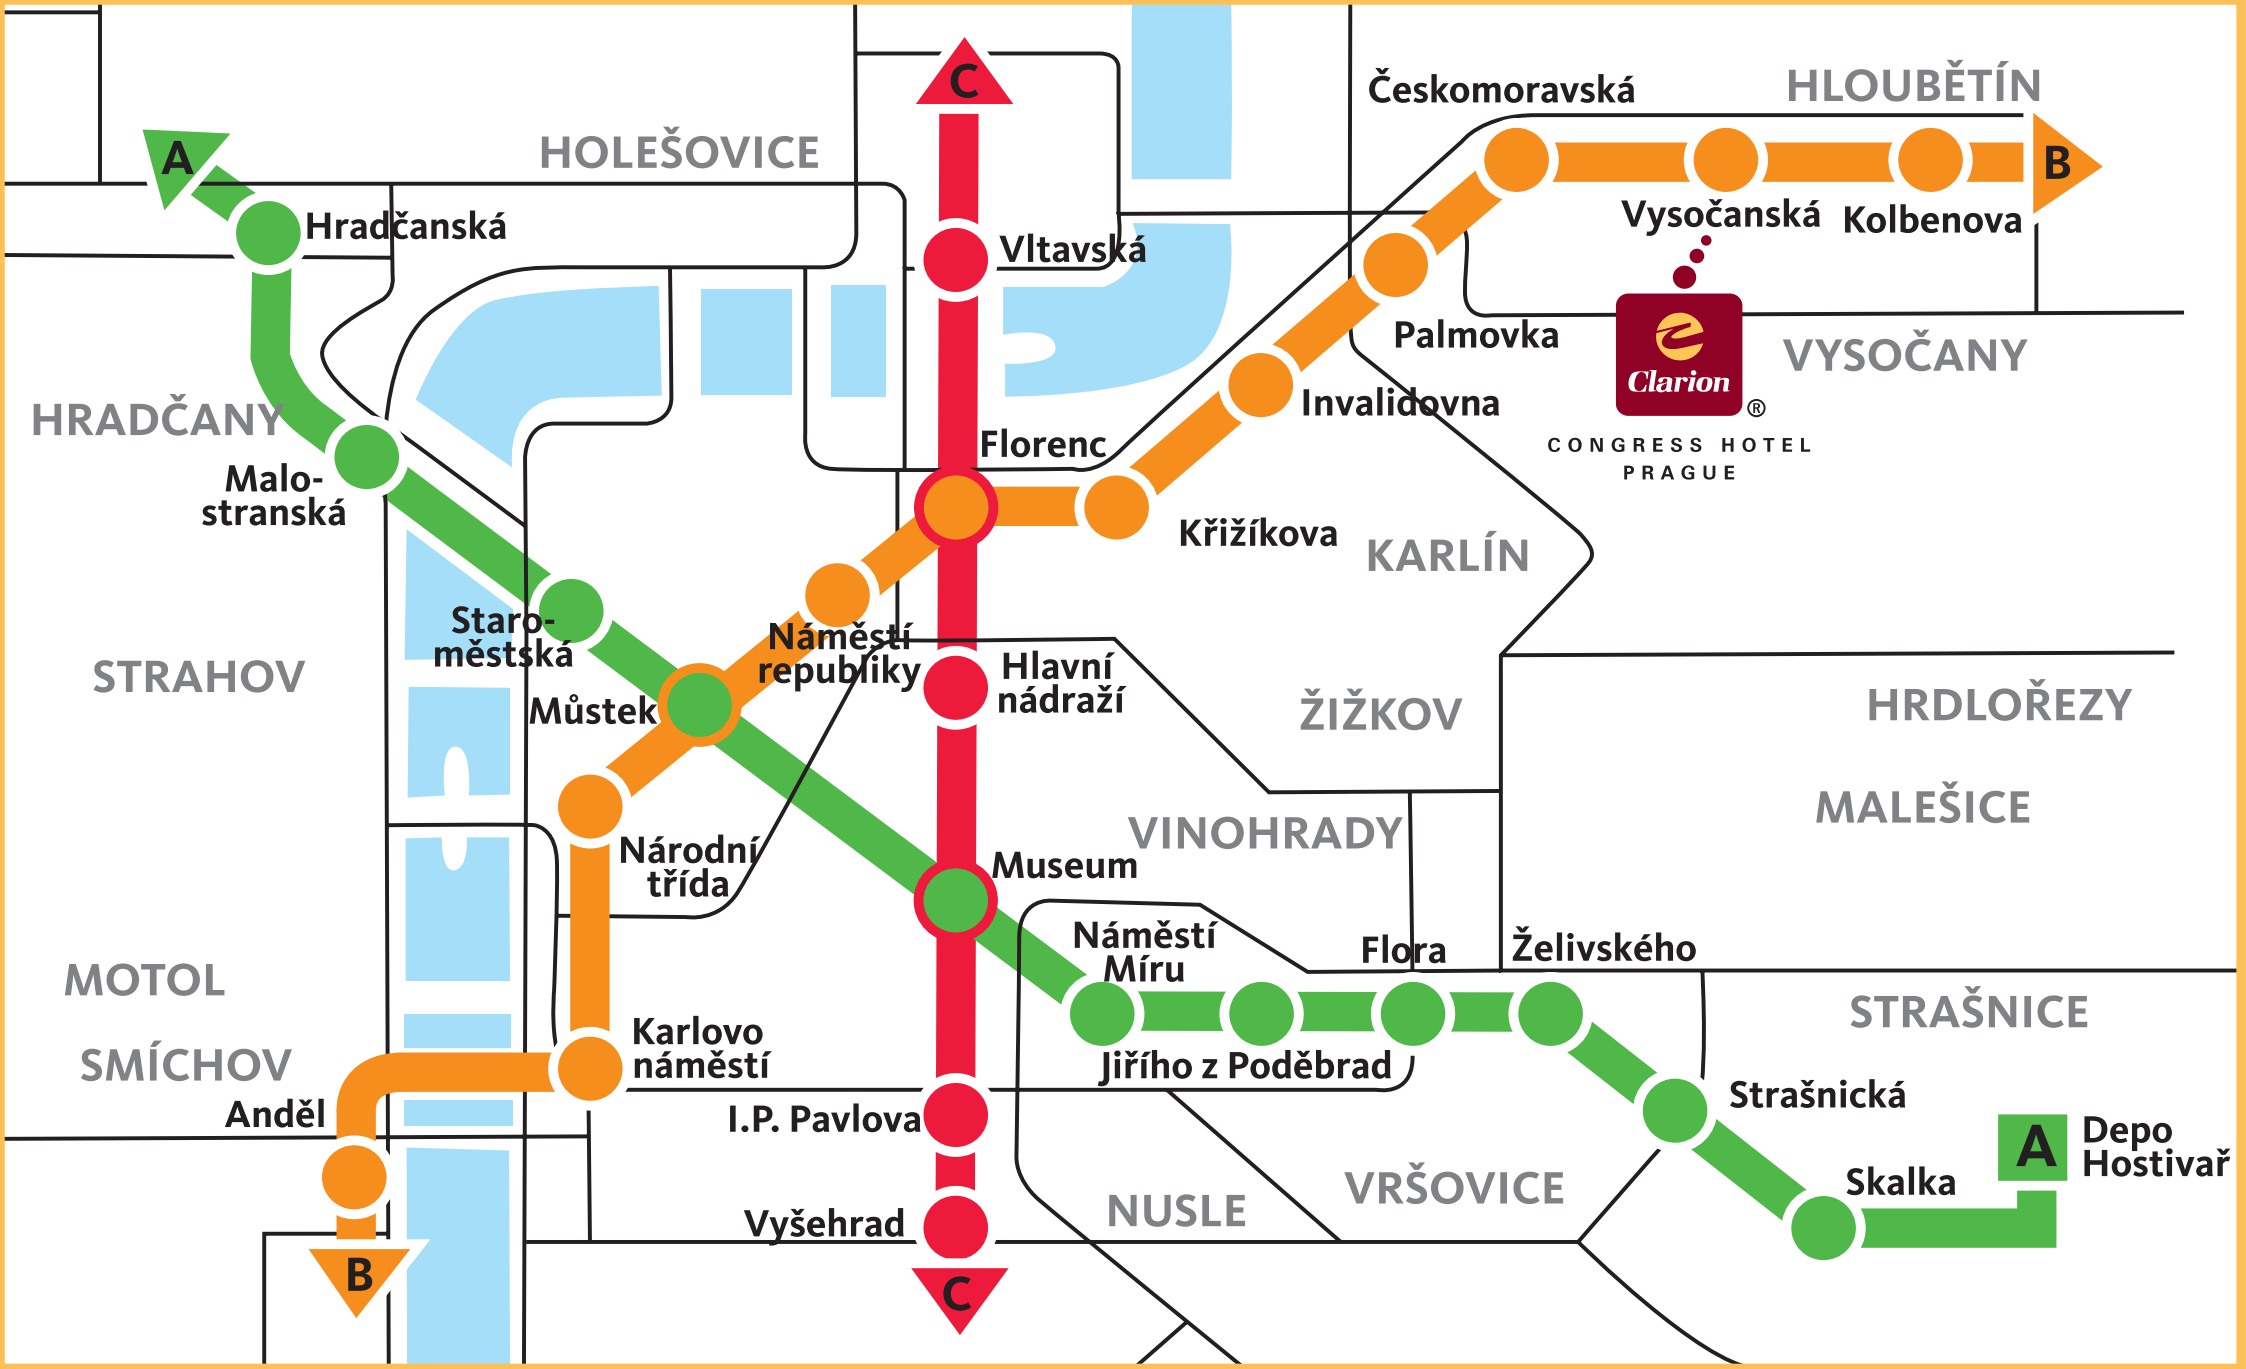 C
Českomoravská
HLOUBĚTÍN
A
HOLEŠOVICE
B
Hradčanská
Vltavská
Vysočanská
Kolbenova
Palmovka
VYSOČANY
Clarion
®
CONGRESS HOTEL
PRAGUE
Invalidovna
HRADČANY
Florenc
Malo-
stranská
Křižíkova
KARLÍN
Staro-
městská
Náměstí
republiky
Hlavní
nádraží
STRAHOV
Můstek
ŽIŽKOV
HRDLOŘEZY
MALEŠICE
VINOHRADY
Národní
třída
Museum
Náměstí
Míru
Flora
Želivského
MOTOL
STRAŠNICE
Karlovo
náměstí
SMÍCHOV
Jiřího z Poděbrad
Anděl
I.P. Pavlova
Strašnická
A
Depo
Hostivař
Skalka
VRŠOVICE
NUSLE
Vyšehrad
B
C